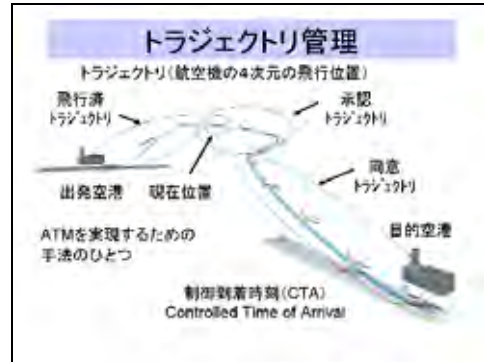 トラジェクトリ管理
トラジェクトリ(航空機の4次元の飛行位置)
飛行済
トラジェクトリ
承認
トラジェクトリ
出発空港
現在位置
同意
トラジェクトリ
目的空港
ATMを実現するための
手法のひとつ
制御到着時刻(CTA)
Controlled Time of Arrival